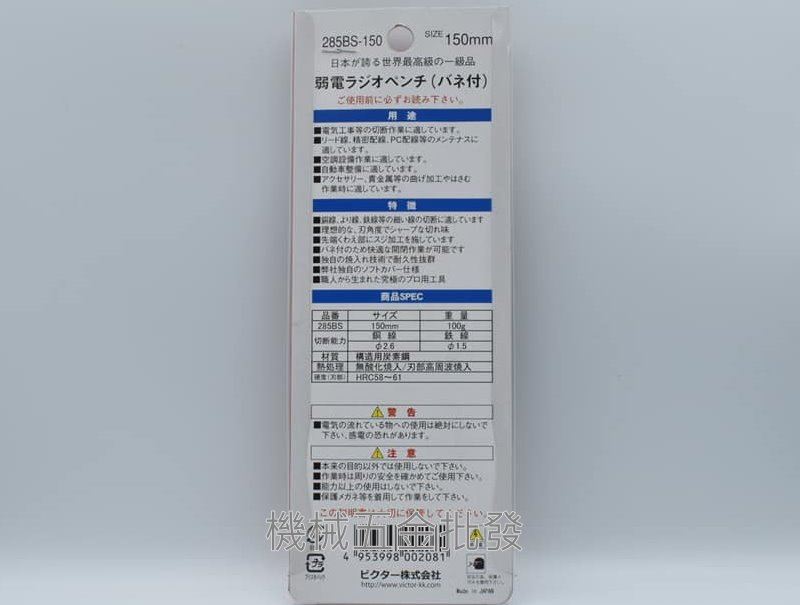 285BS-150 SIZE 150mm
日本が誇る世界最高級の一級品
弱電ラジオペンチ(バネ付)
ご使用前に必ずお読み下さい。
用途
■電気工事等の切断作業に適しています。
■リード線、精密配線、PC配線等のメンテナスに
適しています。
■空調設備作業に適しています。
■自動車整備に適しています。
■アクセサリー、貴金属等の曲げ加工やはさむ
作業時に適しています。
特徴
■銅線、より線、鉄線等の細い線の切断に適しています
■理想的な、刃角度でシャープな切れ味
■先端くわえ部にスジ加工を施しています
■バネ付のため快適な開閉作業が可能です
■独自の焼入れ技術で耐久性抜群
■弊社独自のソフトカバー仕様
■職人から生まれた究極のプロ用工具
商品SPEC
品番 サイズ 重量
285BS 150mm 100g
切断能力 銅線 鉄線
φ2.6 φ1.5
材質 構造用炭素鋼
熱処理 無酸化焼入/刃部高周波焼入
硬度(刃部) HRC58～61
警告
■電気の流れている物への使用は絶対にしないで
下さい、感電の恐れがあります。
注意
■本来の目的以外では使用しないで下さい。
■作業時は周りの安全を確かめてご使用下さい。
■能力以上の使用はしないで下さい。
■保護メガネ等を着用して作業をして下さい。
この説明書は大切に保管してください。
機械五金批發
4 953998 002081
プラ
ビクター株式会社
http://www.victor-kk.com
Made in JAPAN